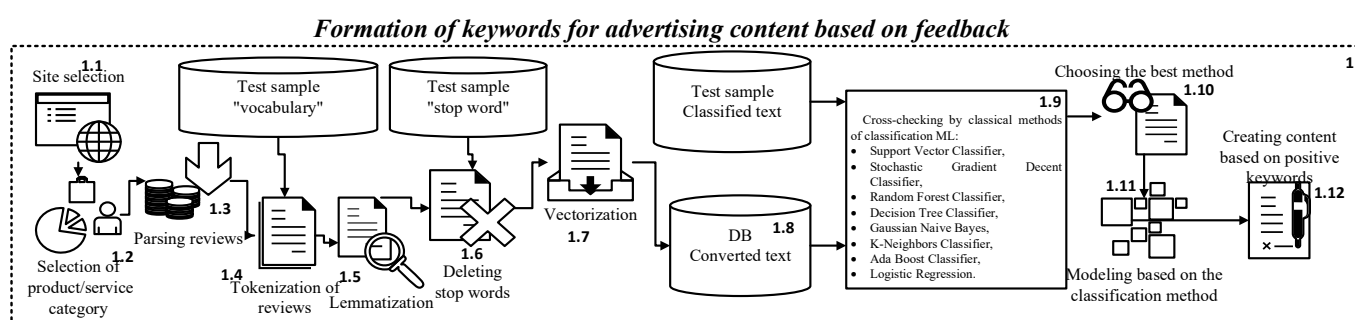 Formation of keywords for advertising content based on feedback
1
1.1
Site selection
1.2
Selection of
product/service
category
1.3
Parsing reviews
Test sample
"vocabulary"
1.4
Tokenization of
reviews
1.5
Lemmatization
Test sample
"stop word"
1.6
Deleting
stop words
Vectorization
1.7
Test sample
Classified text
1.8
DB
Converted text
1.9
Cross-checking by classical methods
of classification ML:
• Support Vector Classifier,
• Stochastic Gradient Decent
Classifier,
• Random Forest Classifier,
• Decision Tree Classifier,
• Gaussian Naive Bayes,
• K-Neighbors Classifier,
• Ada Boost Classifier,
• Logistic Regression.
Choosing the best method
1.10
1.11
Modeling based on the
classification method
Creating content
based on positive
keywords
1.12